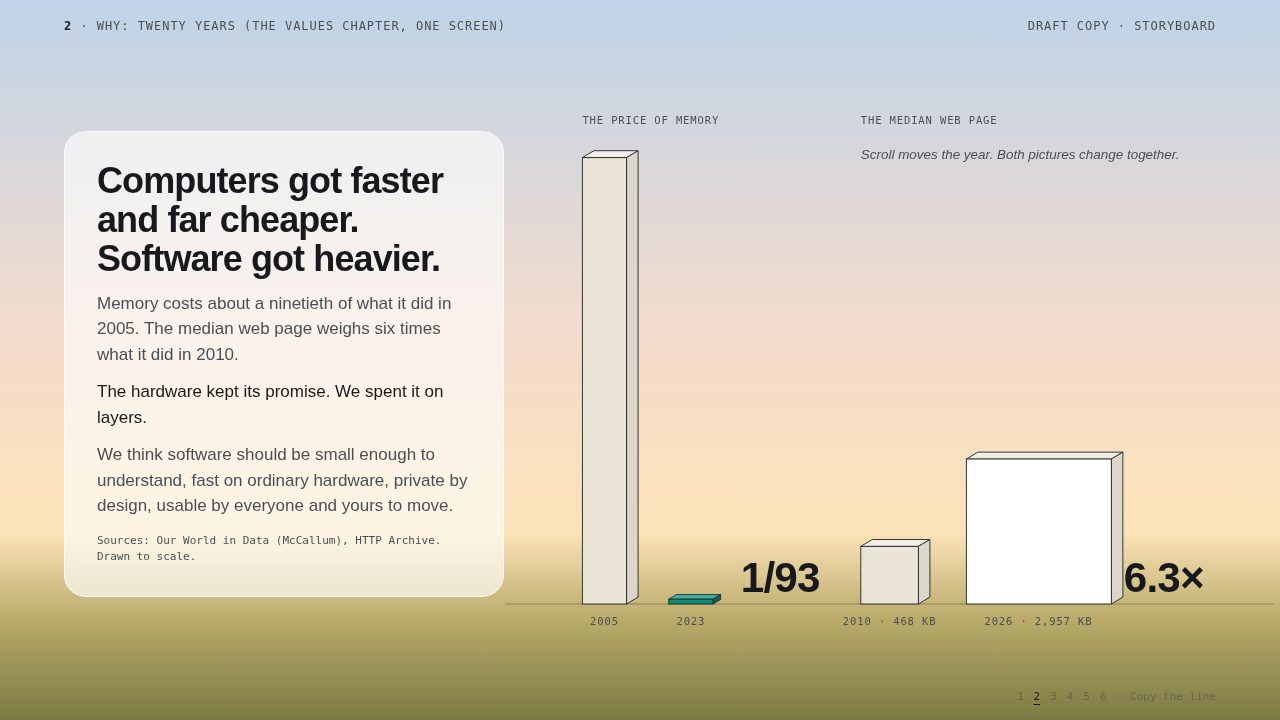 2 · WHY: TWENTY YEARS (THE VALUES CHAPTER, ONE SCREEN)
DRAFT COPY · STORYBOARD
Computers got faster
and far cheaper.
Software got heavier.
Memory costs about a ninetieth of what it did in
2005. The median web page weighs six times
what it did in 2010.
The hardware kept its promise. We spent it on
layers.
We think software should be small enough to
understand, fast on ordinary hardware, private by
design, usable by everyone and yours to move.
Sources: Our World in Data (McCallum), HTTP Archive.
Drawn to scale.
THE PRICE OF MEMORY
1/93
2005
2023
THE MEDIAN WEB PAGE
Scroll moves the year. Both pictures change together.
6.3×
2010 · 468 KB
2026 · 2,957 KB
1 2 3 4 5 6 · Copy the line